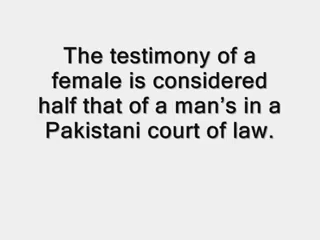 The testimony of a
female is considered
half that of a man’s in a
Pakistani court of law.